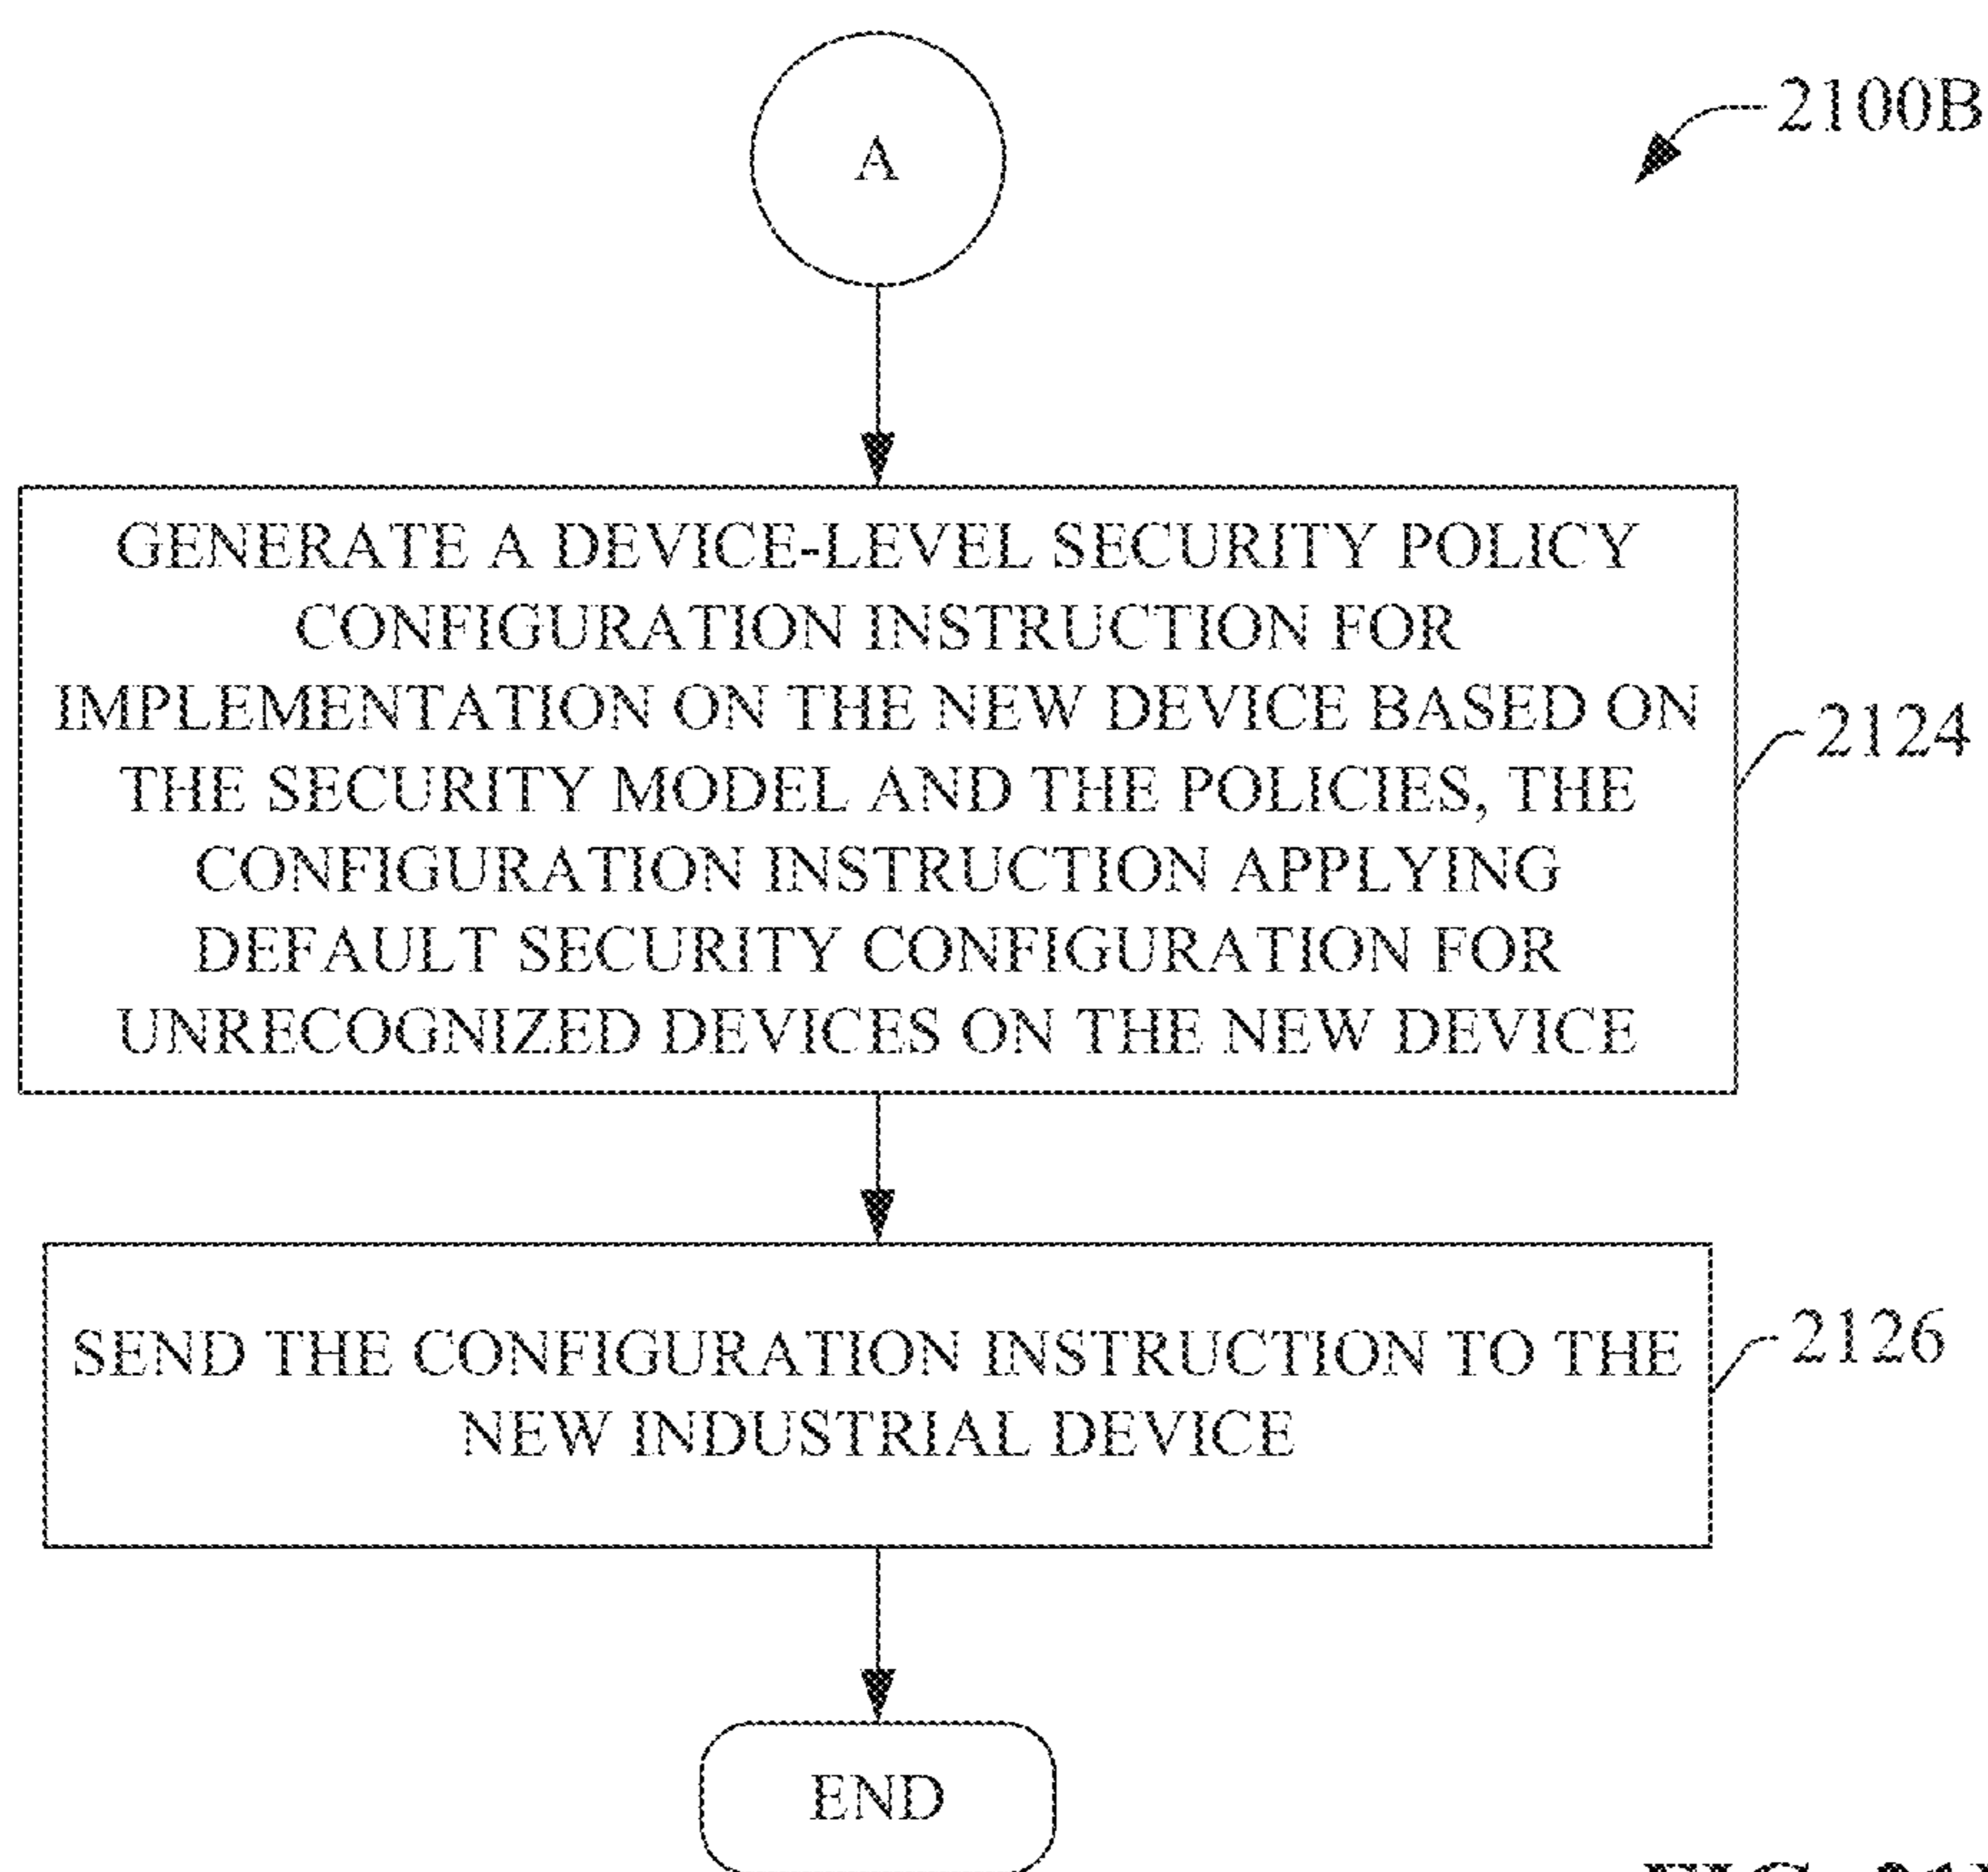 A
2100B
GENERATE A DEVICE-LEVEL SECURITY POLICY
CONFIGURATION INSTRUCTION FOR
IMPLEMENTATION ON THE NEW DEVICE BASED ON
THE SECURITY MODEL AND THE POLICIES, THE
CONFIGURATION INSTRUCTION APPLYING
DEFAULT SECURITY CONFIGURATION FOR
UNRECOGNIZED DEVICES ON THE NEW DEVICE
2124
SEND THE CONFIGURATION INSTRUCTION TO THE
NEW INDUSTRIAL DEVICE
2126
END